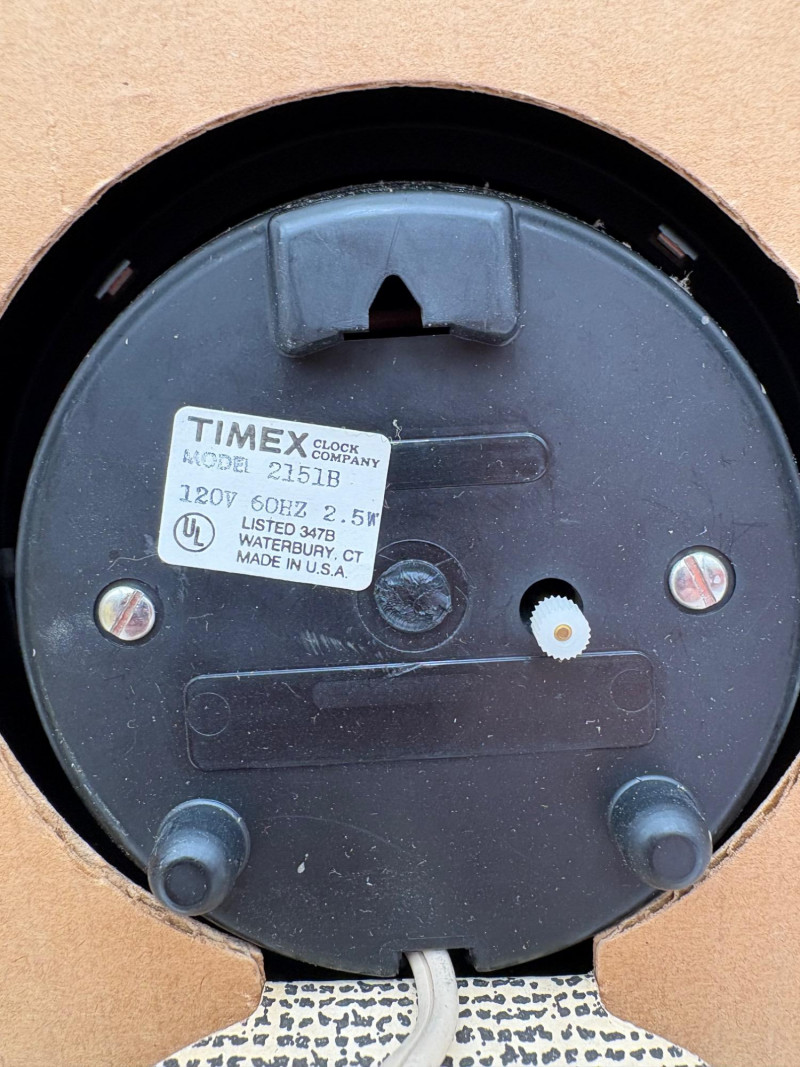 TIMEX CLOCK COMPANY
MODEL 2151B
120V 60HZ 2.5W
UL LISTED 347B
WATERBURY, CT
MADE IN U.S.A.